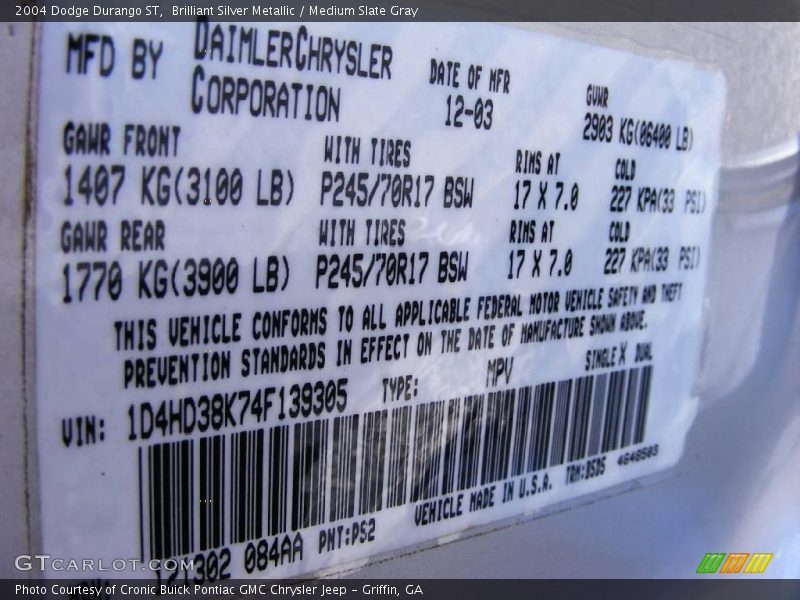 2004 Dodge Durango ST,  Brilliant Silver Metallic / Medium Slate Gray
MFD BY DAIMLERCHRYSLER CORPORATION
DATE OF MFR 12-03
GVWR 2903 KG(06400 LB)
GAWR FRONT WITH TIRES RIMS AT COLD
1407 KG(3100 LB) P245/70R17 BSW 17 X 7.0 227 KPA(33 PSI)
GAWR REAR WITH TIRES RIMS AT COLD
1770 KG(3900 LB) P245/70R17 BSW 17 X 7.0 227 KPA(33 PSI)
THIS VEHICLE CONFORMS TO ALL APPLICABLE FEDERAL MOTOR VEHICLE SAFETY AND THEFT
PREVENTION STANDARDS IN EFFECT ON THE DATE OF MANUFACTURE SHOWN ABOVE.
VIN: 1D4HD38K74F139305 TYPE: MPV SINGLE X DUAL
VEHICLE MADE IN U.S.A. TRM:BSD5 4648503
084AA PNT:PS2
GTCARLOT.COM
Photo Courtesy of Cronic Buick Pontiac GMC Chrysler Jeep - Griffin, GA